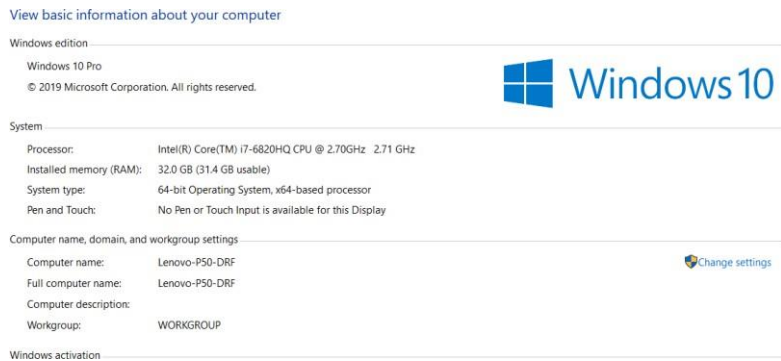 View basic information about your computer
Windows edition
Windows 10 Pro
© 2019 Microsoft Corporation. All rights reserved.
Windows 10
System
Processor: Intel(R) Core(TM) i7-6820HQ CPU @ 2.70GHz 2.71 GHz
Installed memory (RAM): 32.0 GB (31.4 GB usable)
System type: 64-bit Operating System, x64-based processor
Pen and Touch: No Pen or Touch Input is available for this Display
Computer name, domain, and workgroup settings
Computer name: Lenovo-P50-DRF
Change settings
Full computer name: Lenovo-P50-DRF
Computer description:
Workgroup: WORKGROUP
Windows activation